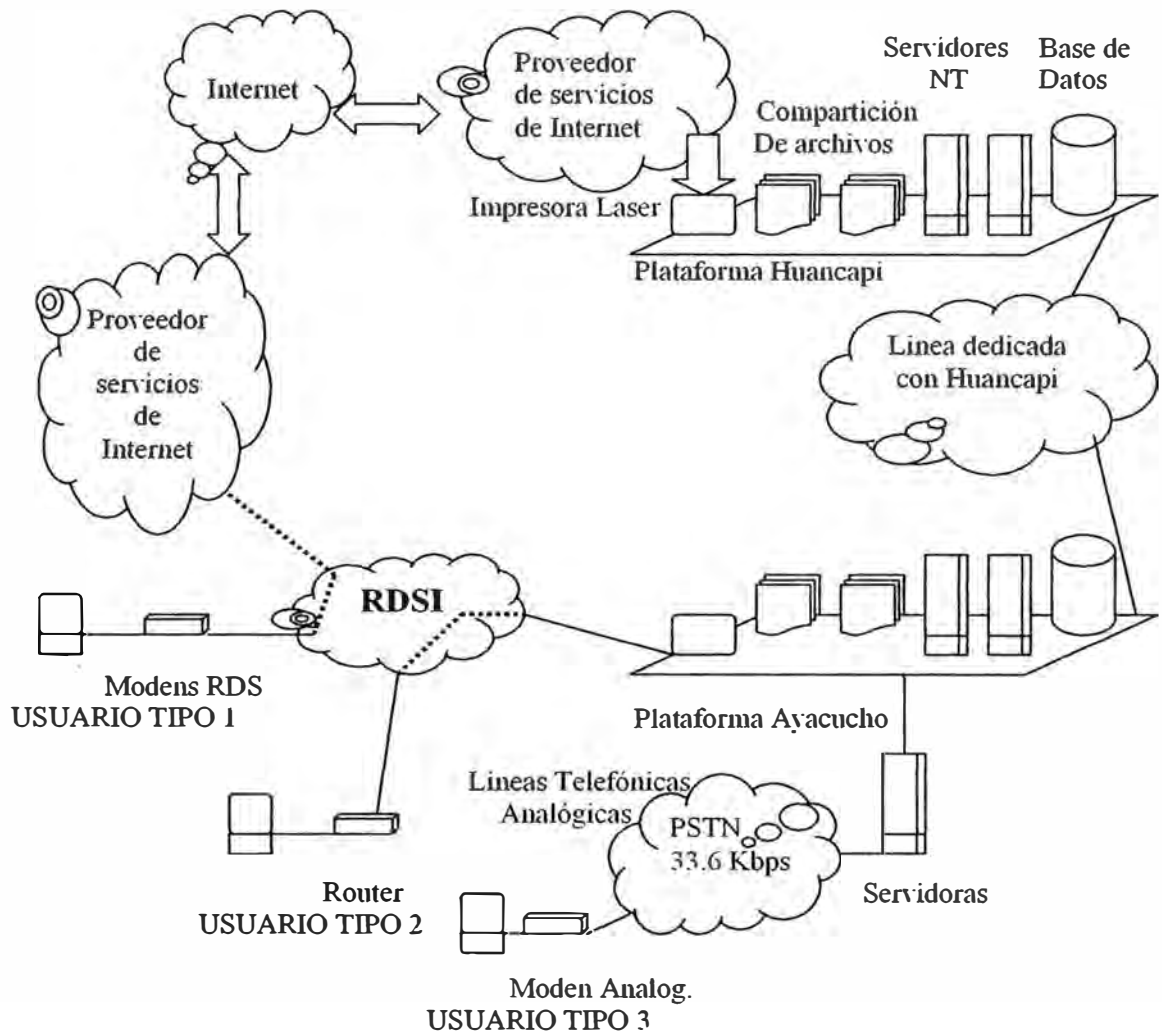 Internet
Proveedor
de servicios
de Internet
Servidores
NT
Base de
Datos
Compartición
De archivos
Impresora Laser
Plataforma Huancapi
Proveedor
de
servicios
de
Internet
Linea dedicada
con Huancapi
RDSI
Modens RDS
USUARIO TIPO 1
Plataforma Ayacucho
Lineas Telefónicas
Analógicas
PSTN
33.6 Kbps
Servidoras
Router
USUARIO TIPO 2
Moden Analog.
USUARIO TIPO 3